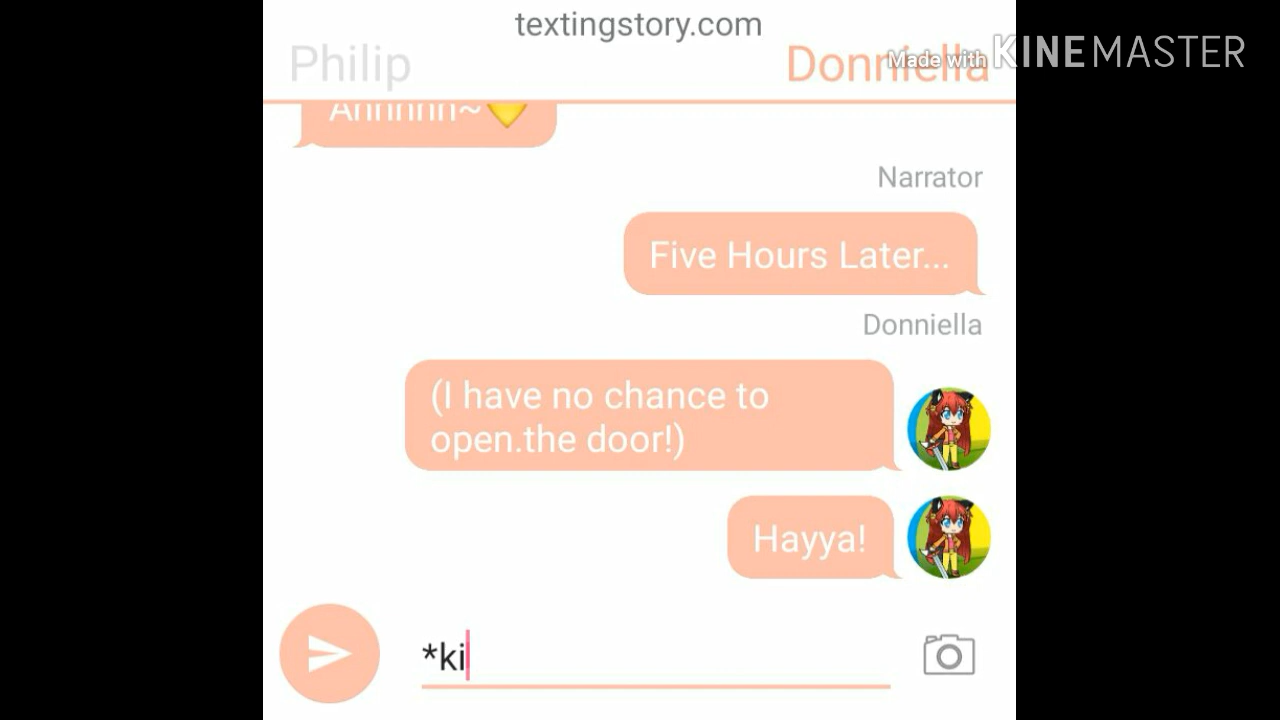 textingstory.com
Philip
Donniella
Made with KINEMASTER
Ahhhhh~
Narrator
Five Hours Later...
Donniella
(I have no chance to
open.the door!)
Hayya!
*ki